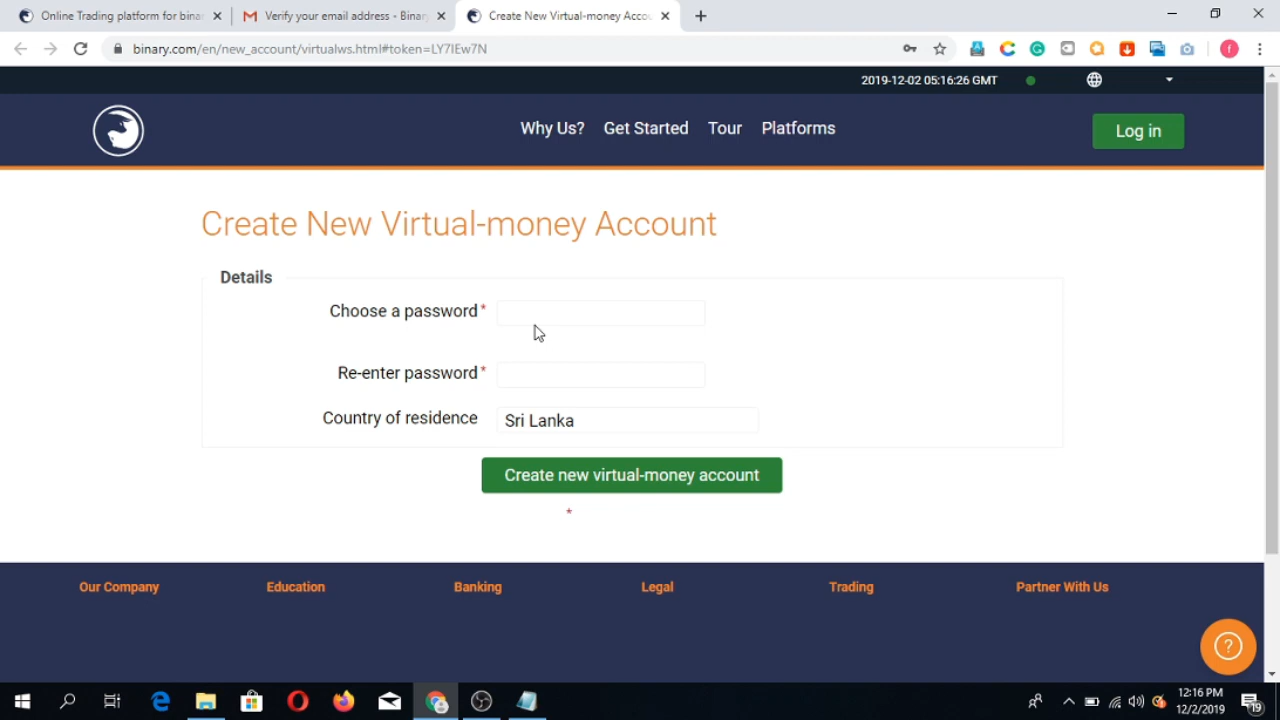 Online Trading platform for binar
Verify your email address - Binary
Create New Virtual-money Accou
binary.com/en/new_account/virtualws.html#token=LY7IEw7N
2019-12-02 05:16:26 GMT
Why Us?
Get Started
Tour
Platforms
Log in
Create New Virtual-money Account
Details
Choose a password *
Re-enter password *
Country of residence
Sri Lanka
Create new virtual-money account
*
Our Company
Education
Banking
Legal
Trading
Partner With Us
12:16 PM
12/2/2019
19